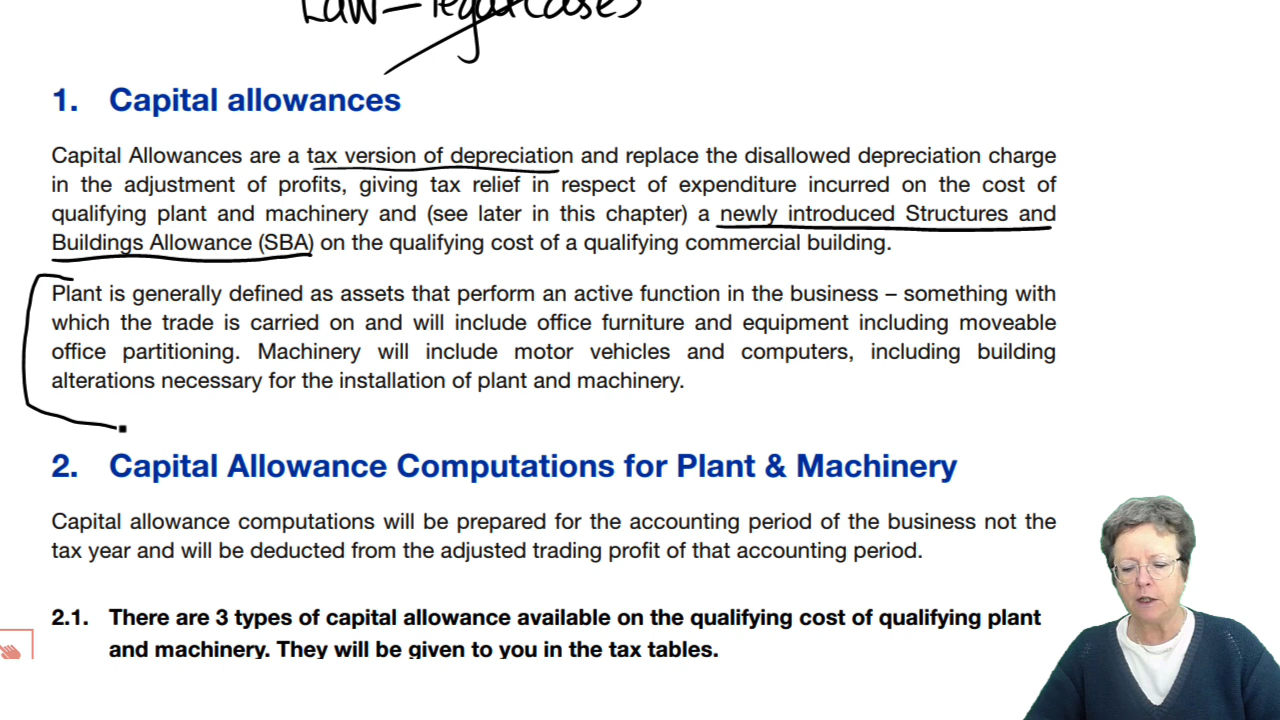 Law – legal cases
1. Capital allowances
Capital Allowances are a tax version of depreciation and replace the disallowed depreciation charge
in the adjustment of profits, giving tax relief in respect of expenditure incurred on the cost of
qualifying plant and machinery and (see later in this chapter) a newly introduced Structures and
Buildings Allowance (SBA) on the qualifying cost of a qualifying commercial building.
Plant is generally defined as assets that perform an active function in the business – something with
which the trade is carried on and will include office furniture and equipment including moveable
office partitioning. Machinery will include motor vehicles and computers, including building
alterations necessary for the installation of plant and machinery.
2. Capital Allowance Computations for Plant & Machinery
Capital allowance computations will be prepared for the accounting period of the business not the
tax year and will be deducted from the adjusted trading profit of that accounting period.
2.1. There are 3 types of capital allowance available on the qualifying cost of qualifying plant
and machinery. They will be given to you in the tax tables.